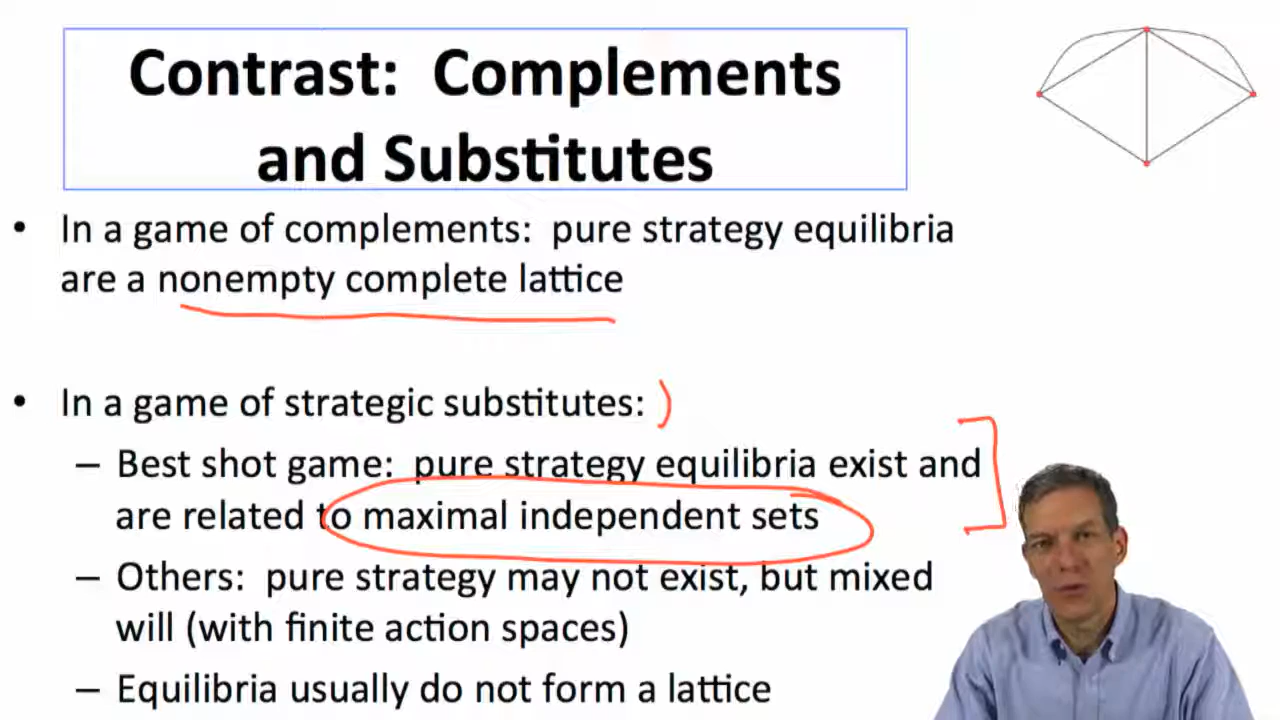 Contrast: Complements
and Substitutes
• In a game of complements: pure strategy equilibria
are a nonempty complete lattice
• In a game of strategic substitutes:
– Best shot game: pure strategy equilibria exist and
are related to maximal independent sets
– Others: pure strategy may not exist, but mixed
will (with finite action spaces)
– Equilibria usually do not form a lattice